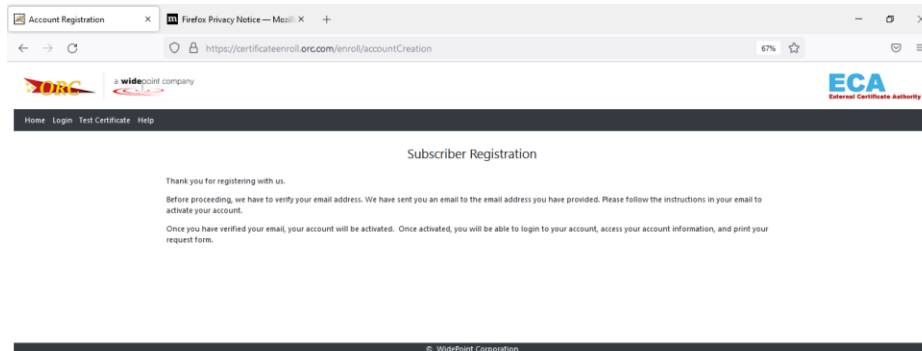 Account Registration
Firefox Privacy Notice — Mozill
https://certificateenroll.orc.com/enroll/accountCreation
67%
ORC
a widepoint company
ECA
External Certificate Authority
Home Login Test Certificate Help
Subscriber Registration
Thank you for registering with us.
Before proceeding, we have to verify your email address. We have sent you an email to the email address you have provided. Please follow the instructions in your email to
activate your account.
Once you have verified your email, your account will be activated. Once activated, you will be able to login to your account, access your account information, and print your
request form.
© WidePoint Corporation